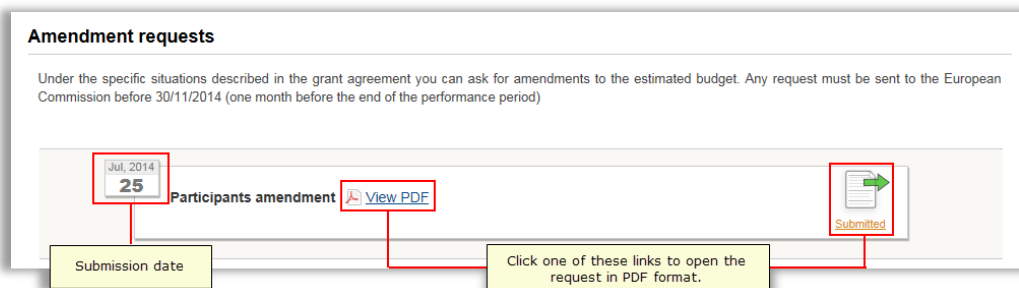 Amendment requests
Under the specific situations described in the grant agreement you can ask for amendments to the estimated budget. Any request must be sent to the European
Commission before 30/11/2014 (one month before the end of the performance period)
Jul, 2014
25
Participants amendment View PDF
Submitted
Submission date
Click one of these links to open the
request in PDF format.